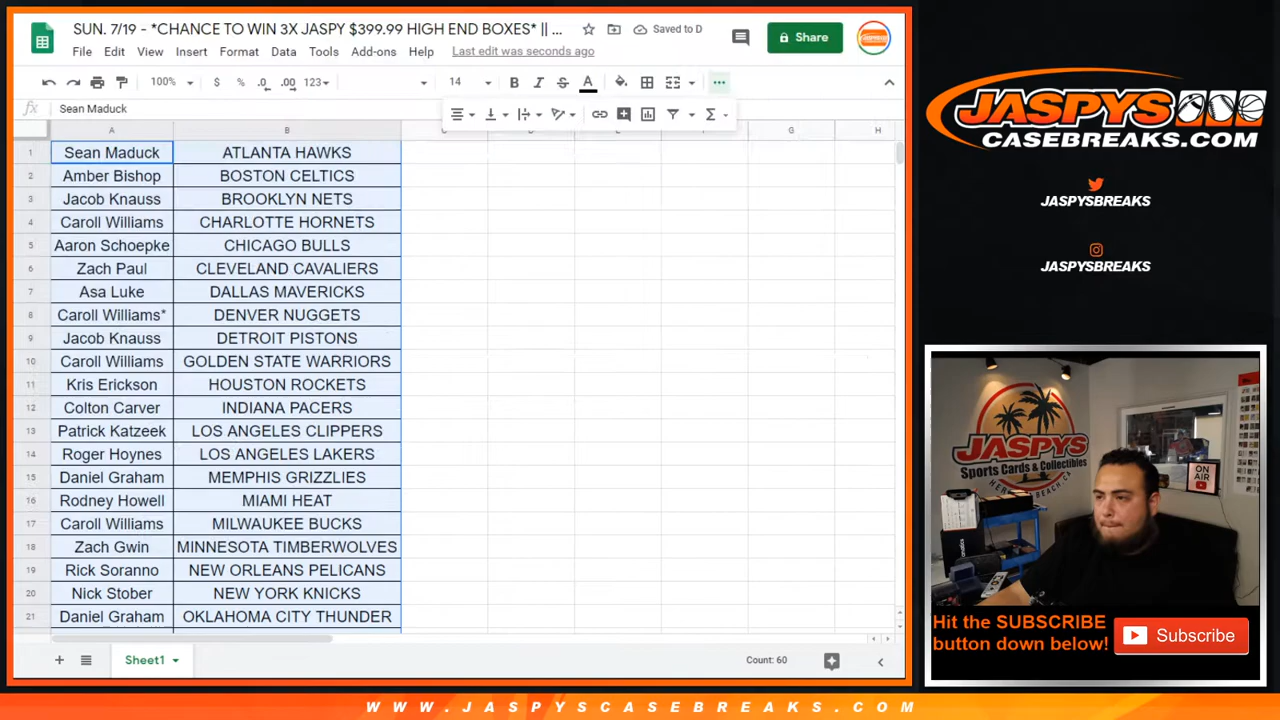 SUN. 7/19 - *CHANCE TO WIN 3X JASPY $399.99 HIGH END BOXES* || ...
Saved to D
Share
File Edit View Insert Format Data Tools Add-ons Help Last edit was seconds ago
100% $ % .0 .00 123 14 B I S A
fx Sean Maduck
A B G H
1 Sean Maduck ATLANTA HAWKS
2 Amber Bishop BOSTON CELTICS
3 Jacob Knauss BROOKLYN NETS
4 Caroll Williams CHARLOTTE HORNETS
5 Aaron Schoepke CHICAGO BULLS
6 Zach Paul CLEVELAND CAVALIERS
7 Asa Luke DALLAS MAVERICKS
8 Caroll Williams* DENVER NUGGETS
9 Jacob Knauss DETROIT PISTONS
10 Caroll Williams GOLDEN STATE WARRIORS
11 Kris Erickson HOUSTON ROCKETS
12 Colton Carver INDIANA PACERS
13 Patrick Katzeek LOS ANGELES CLIPPERS
14 Roger Hoynes LOS ANGELES LAKERS
15 Daniel Graham MEMPHIS GRIZZLIES
16 Rodney Howell MIAMI HEAT
17 Caroll Williams MILWAUKEE BUCKS
18 Zach Gwin MINNESOTA TIMBERWOLVES
19 Rick Soranno NEW ORLEANS PELICANS
20 Nick Stober NEW YORK KNICKS
21 Daniel Graham OKLAHOMA CITY THUNDER
Sheet1
Count: 60
JASPYS
CASEBREAKS.COM
JASPYSBREAKS
JASPYSBREAKS
JASPYS
Sports Cards & Collectibles
ON AIR
Hit the SUBSCRIBE
button down below!
Subscribe
WWW.JASPYSCASEBREAKS.COM